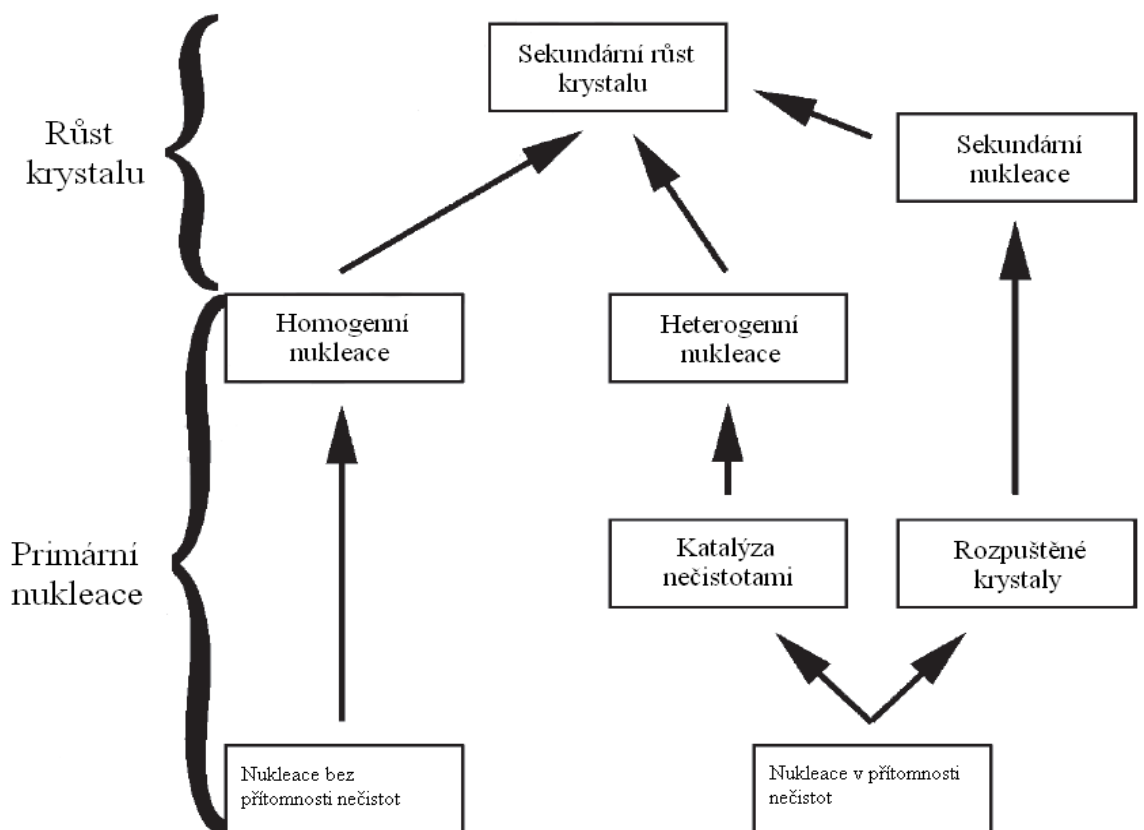 Sekundární růst
krystalu
Růst
krystalu
Sekundární
nukleace
Homogenní
nukleace
Heterogenní
nukleace
Primární
nukleace
Katalýza
nečistotami
Rozpuštěné
krystaly
Nukleace bez
přítomnosti nečistot
Nukleace v přítomnosti
nečistot